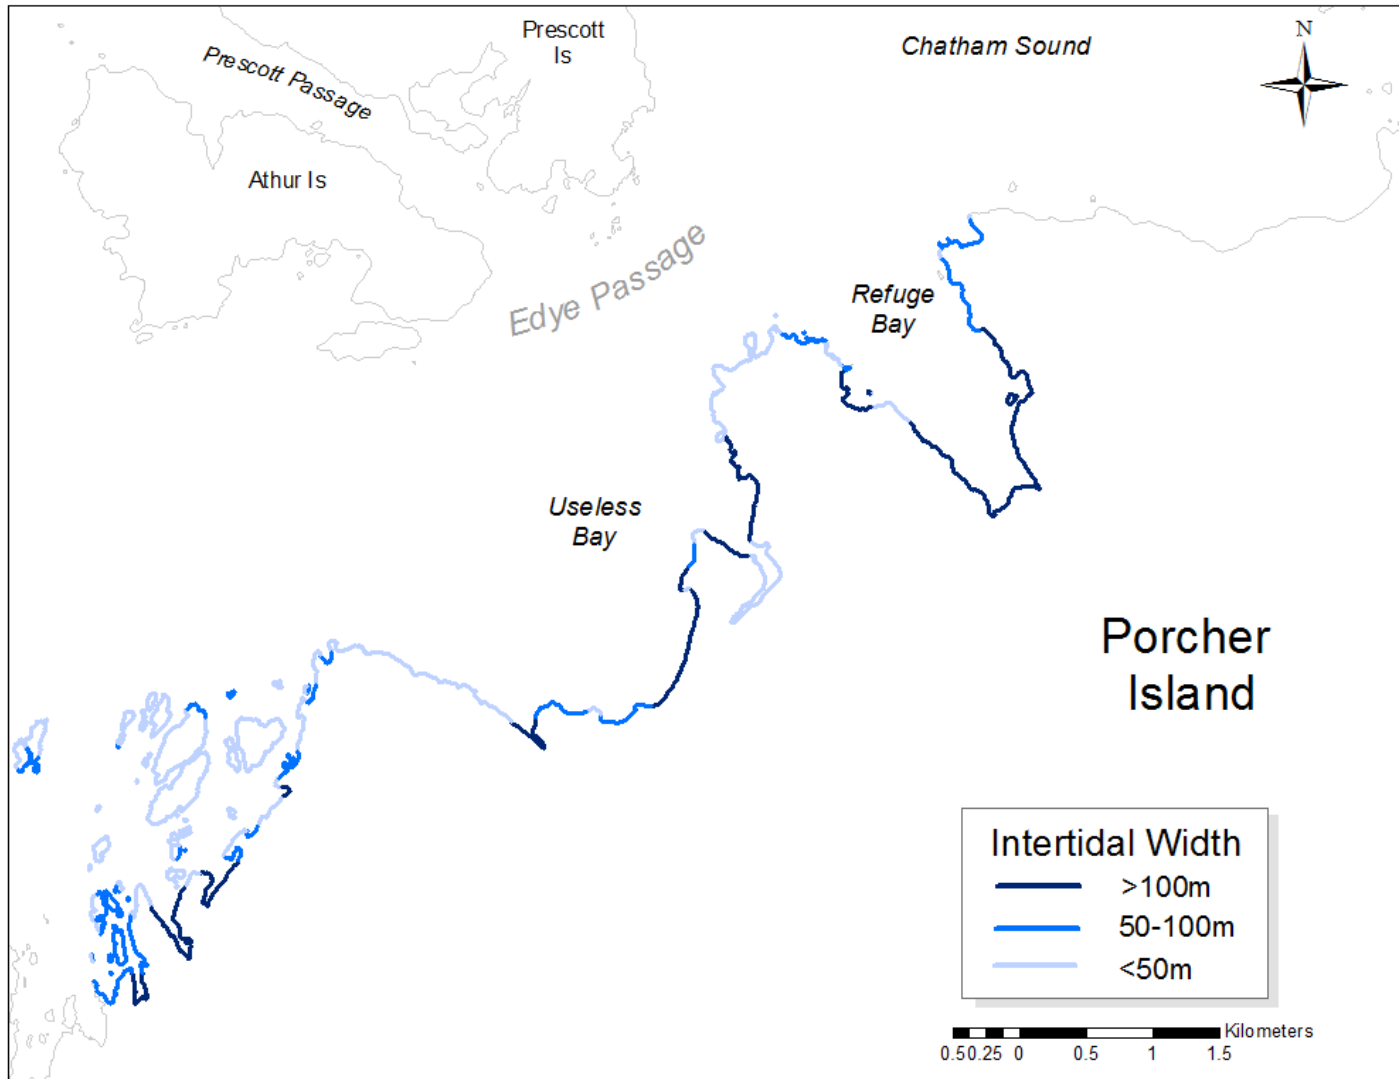 Prescott
Is
Chatham Sound
N
Prescott Passage
Athur Is
Edye Passage
Refuge
Bay
Useless
Bay
Porcher
Island
Intertidal Width
>100m
50-100m
<50m
Kilometers
0.5 0.25 0 0.5 1 1.5